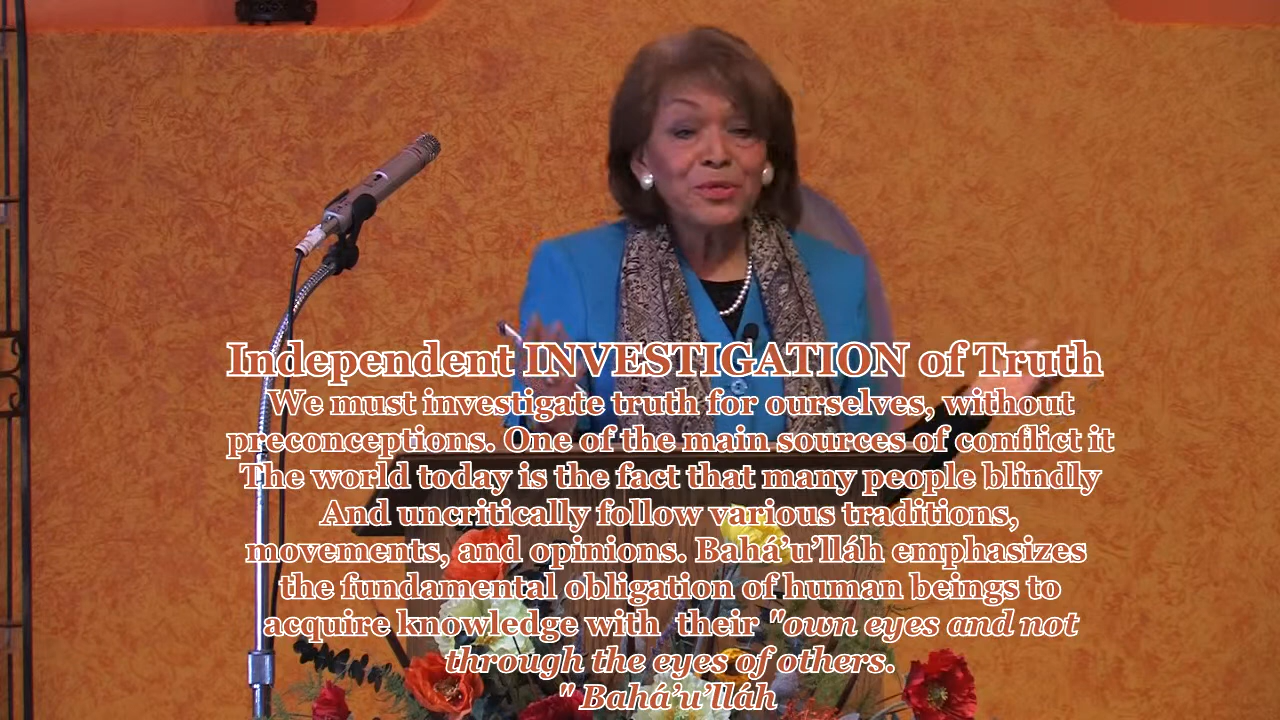 Independent INVESTIGATION of Truth
We must investigate truth for ourselves, without
preconceptions. One of the main sources of conflict it
The world today is the fact that many people blindly
And uncritically follow various traditions,
movements, and opinions. Bahá’u’lláh emphasizes
the fundamental obligation of human beings to
acquire knowledge with  their "own eyes and not
through the eyes of others.
" Bahá’u’lláh